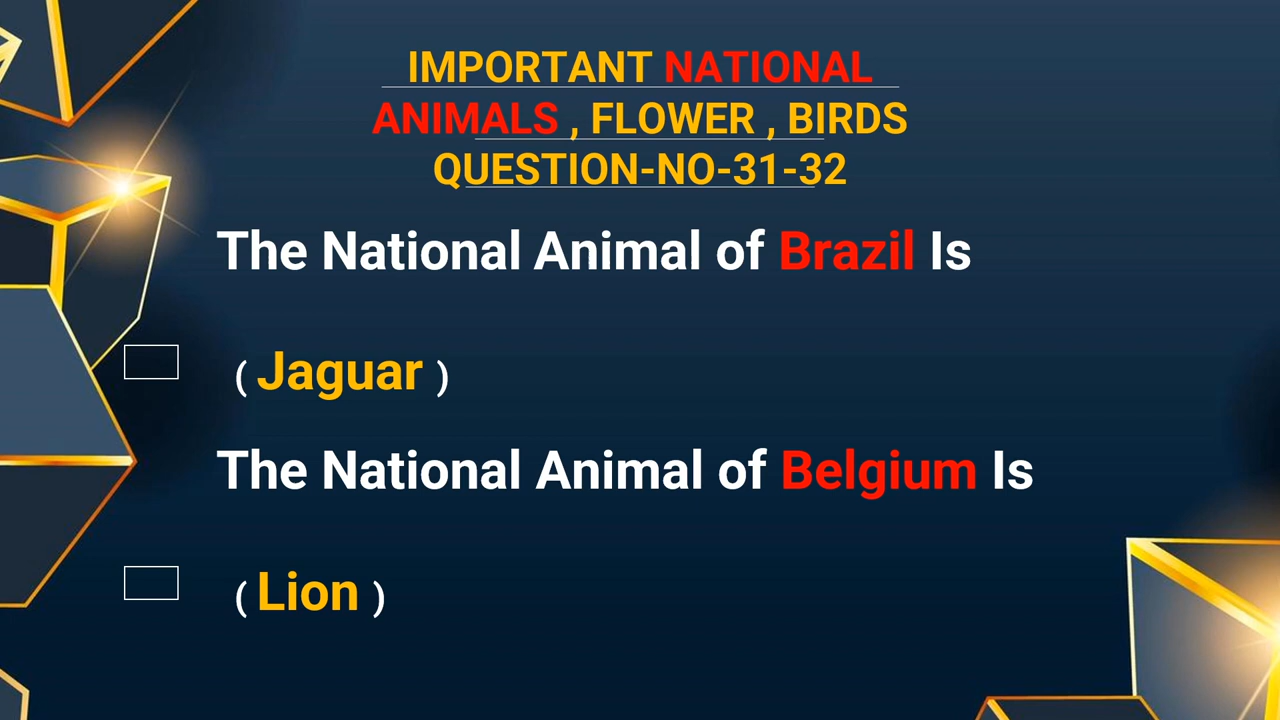 IMPORTANT NATIONAL
ANIMALS , FLOWER , BIRDS
QUESTION-NO-31-32
The National Animal of Brazil Is
( Jaguar )
The National Animal of Belgium Is
( Lion )